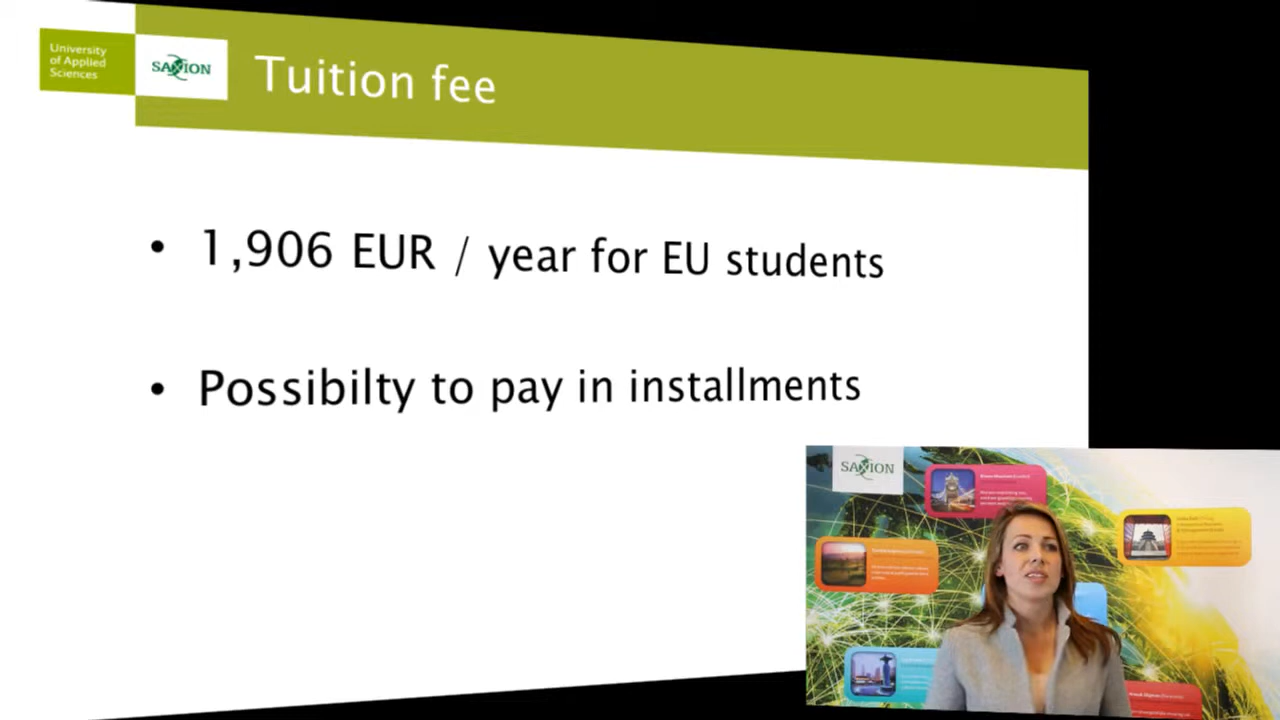 University
of Applied
Sciences
SAXION
Tuition fee
• 1,906 EUR / year for EU students
• Possibilty to pay in installments
SAXION